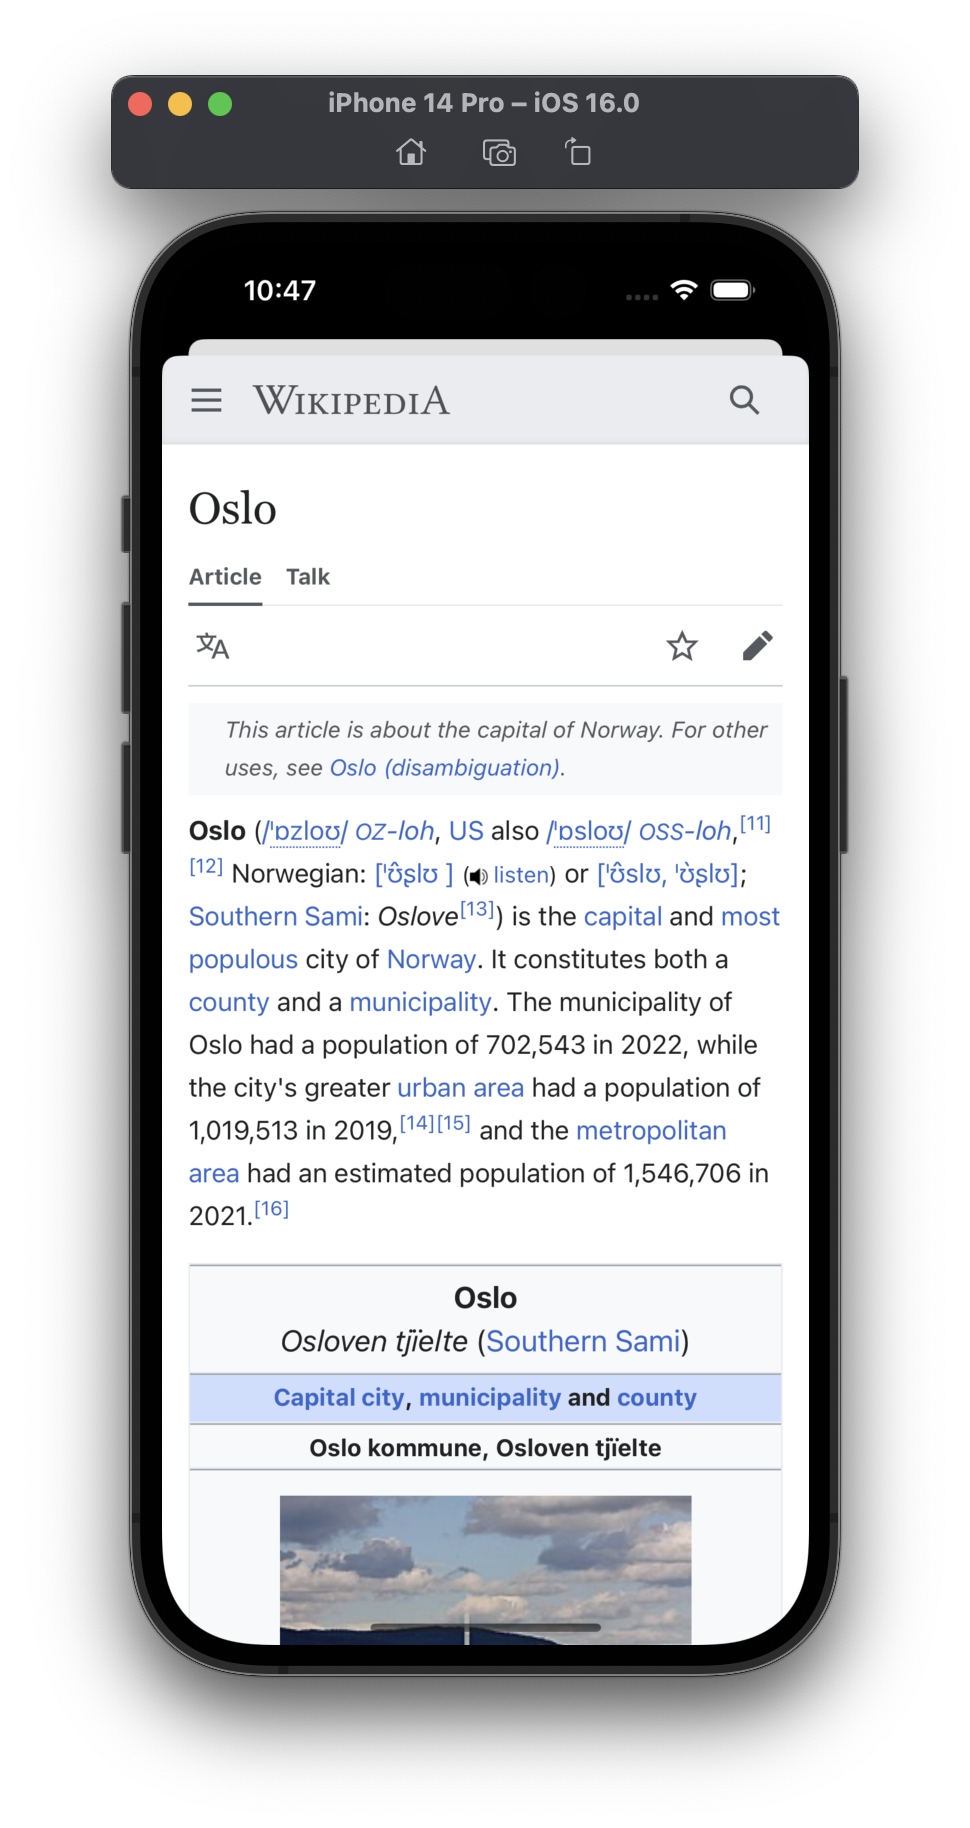 iPhone 14 Pro – iOS 16.0
10:47
WIKIPEDIA
Oslo
Article Talk
This article is about the capital of Norway. For other
uses, see Oslo (disambiguation).
Oslo (/ˈɒzloʊ/ OZ-loh, US also /ˈɒsloʊ/ OSS-loh,[11]
[12] Norwegian: [ˈʊ̂ʂlʊ ] (listen) or [ˈʊ̂slʊ, ˈʊ̀ʂlʊ];
Southern Sami: Oslove[13]) is the capital and most
populous city of Norway. It constitutes both a
county and a municipality. The municipality of
Oslo had a population of 702,543 in 2022, while
the city's greater urban area had a population of
1,019,513 in 2019,[14][15] and the metropolitan
area had an estimated population of 1,546,706 in
2021.[16]
Oslo
Osloven tjïelte (Southern Sami)
Capital city, municipality and county
Oslo kommune, Osloven tjïelte